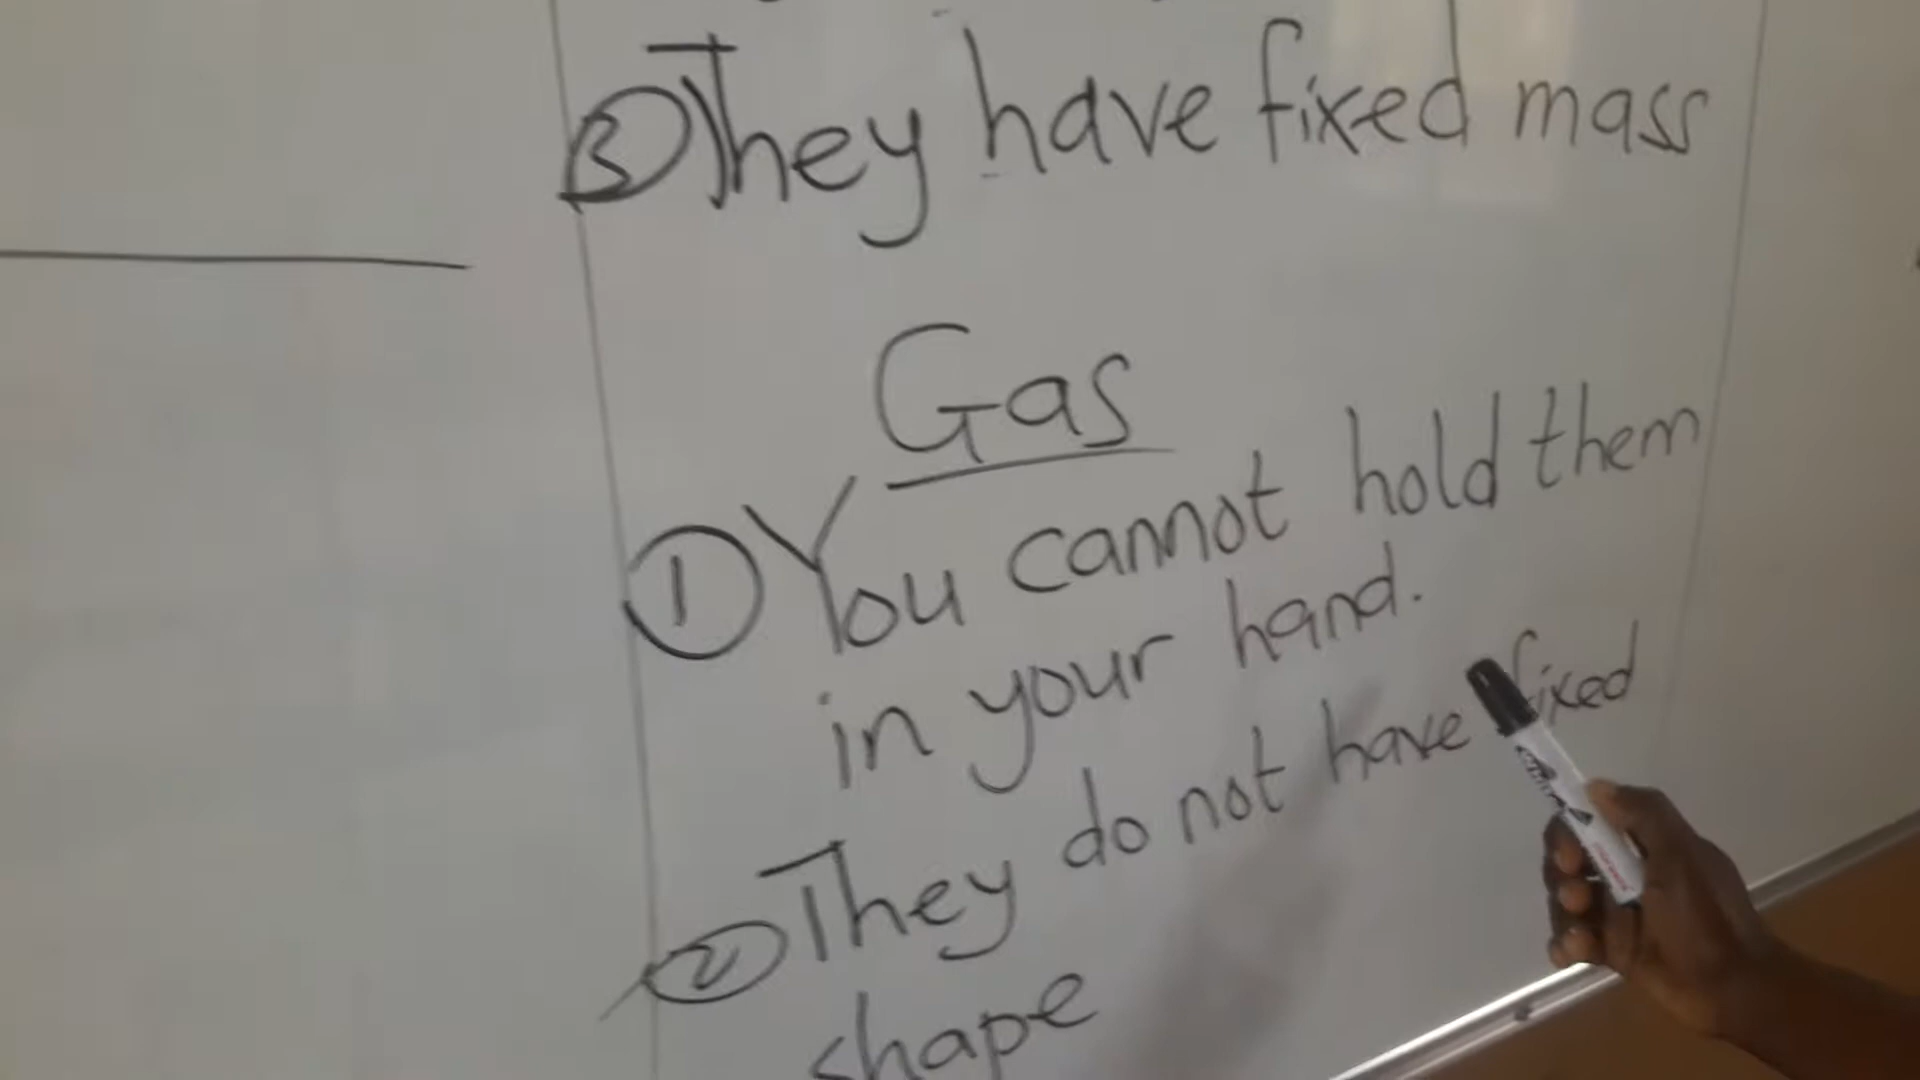 ③ They have fixed mass
Gas
① You cannot hold them
in your hand.
② They do not have fixed
shape